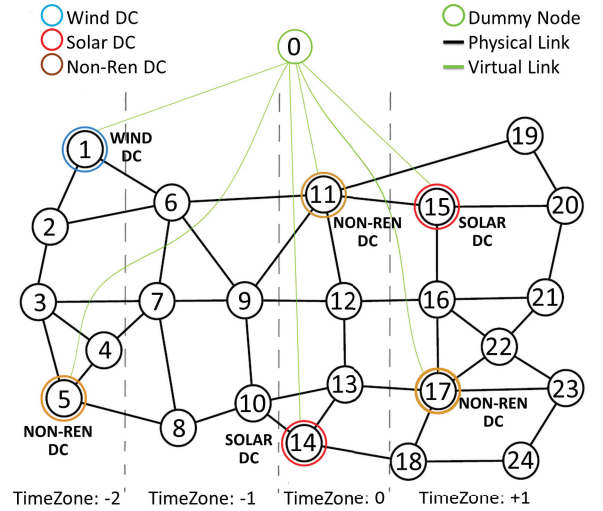 Wind DC
Solar DC
Non-Ren DC
Dummy Node
Physical Link
Virtual Link
0
1
WIND
DC
19
6
11
15
20
2
NON-REN
DC
SOLAR
DC
3
7
9
12
16
21
4
22
5
10
13
17
23
NON-REN
DC
8
SOLAR
DC
14
NON-REN
DC
18
24
TimeZone: -2
TimeZone: -1
TimeZone: 0
TimeZone: +1